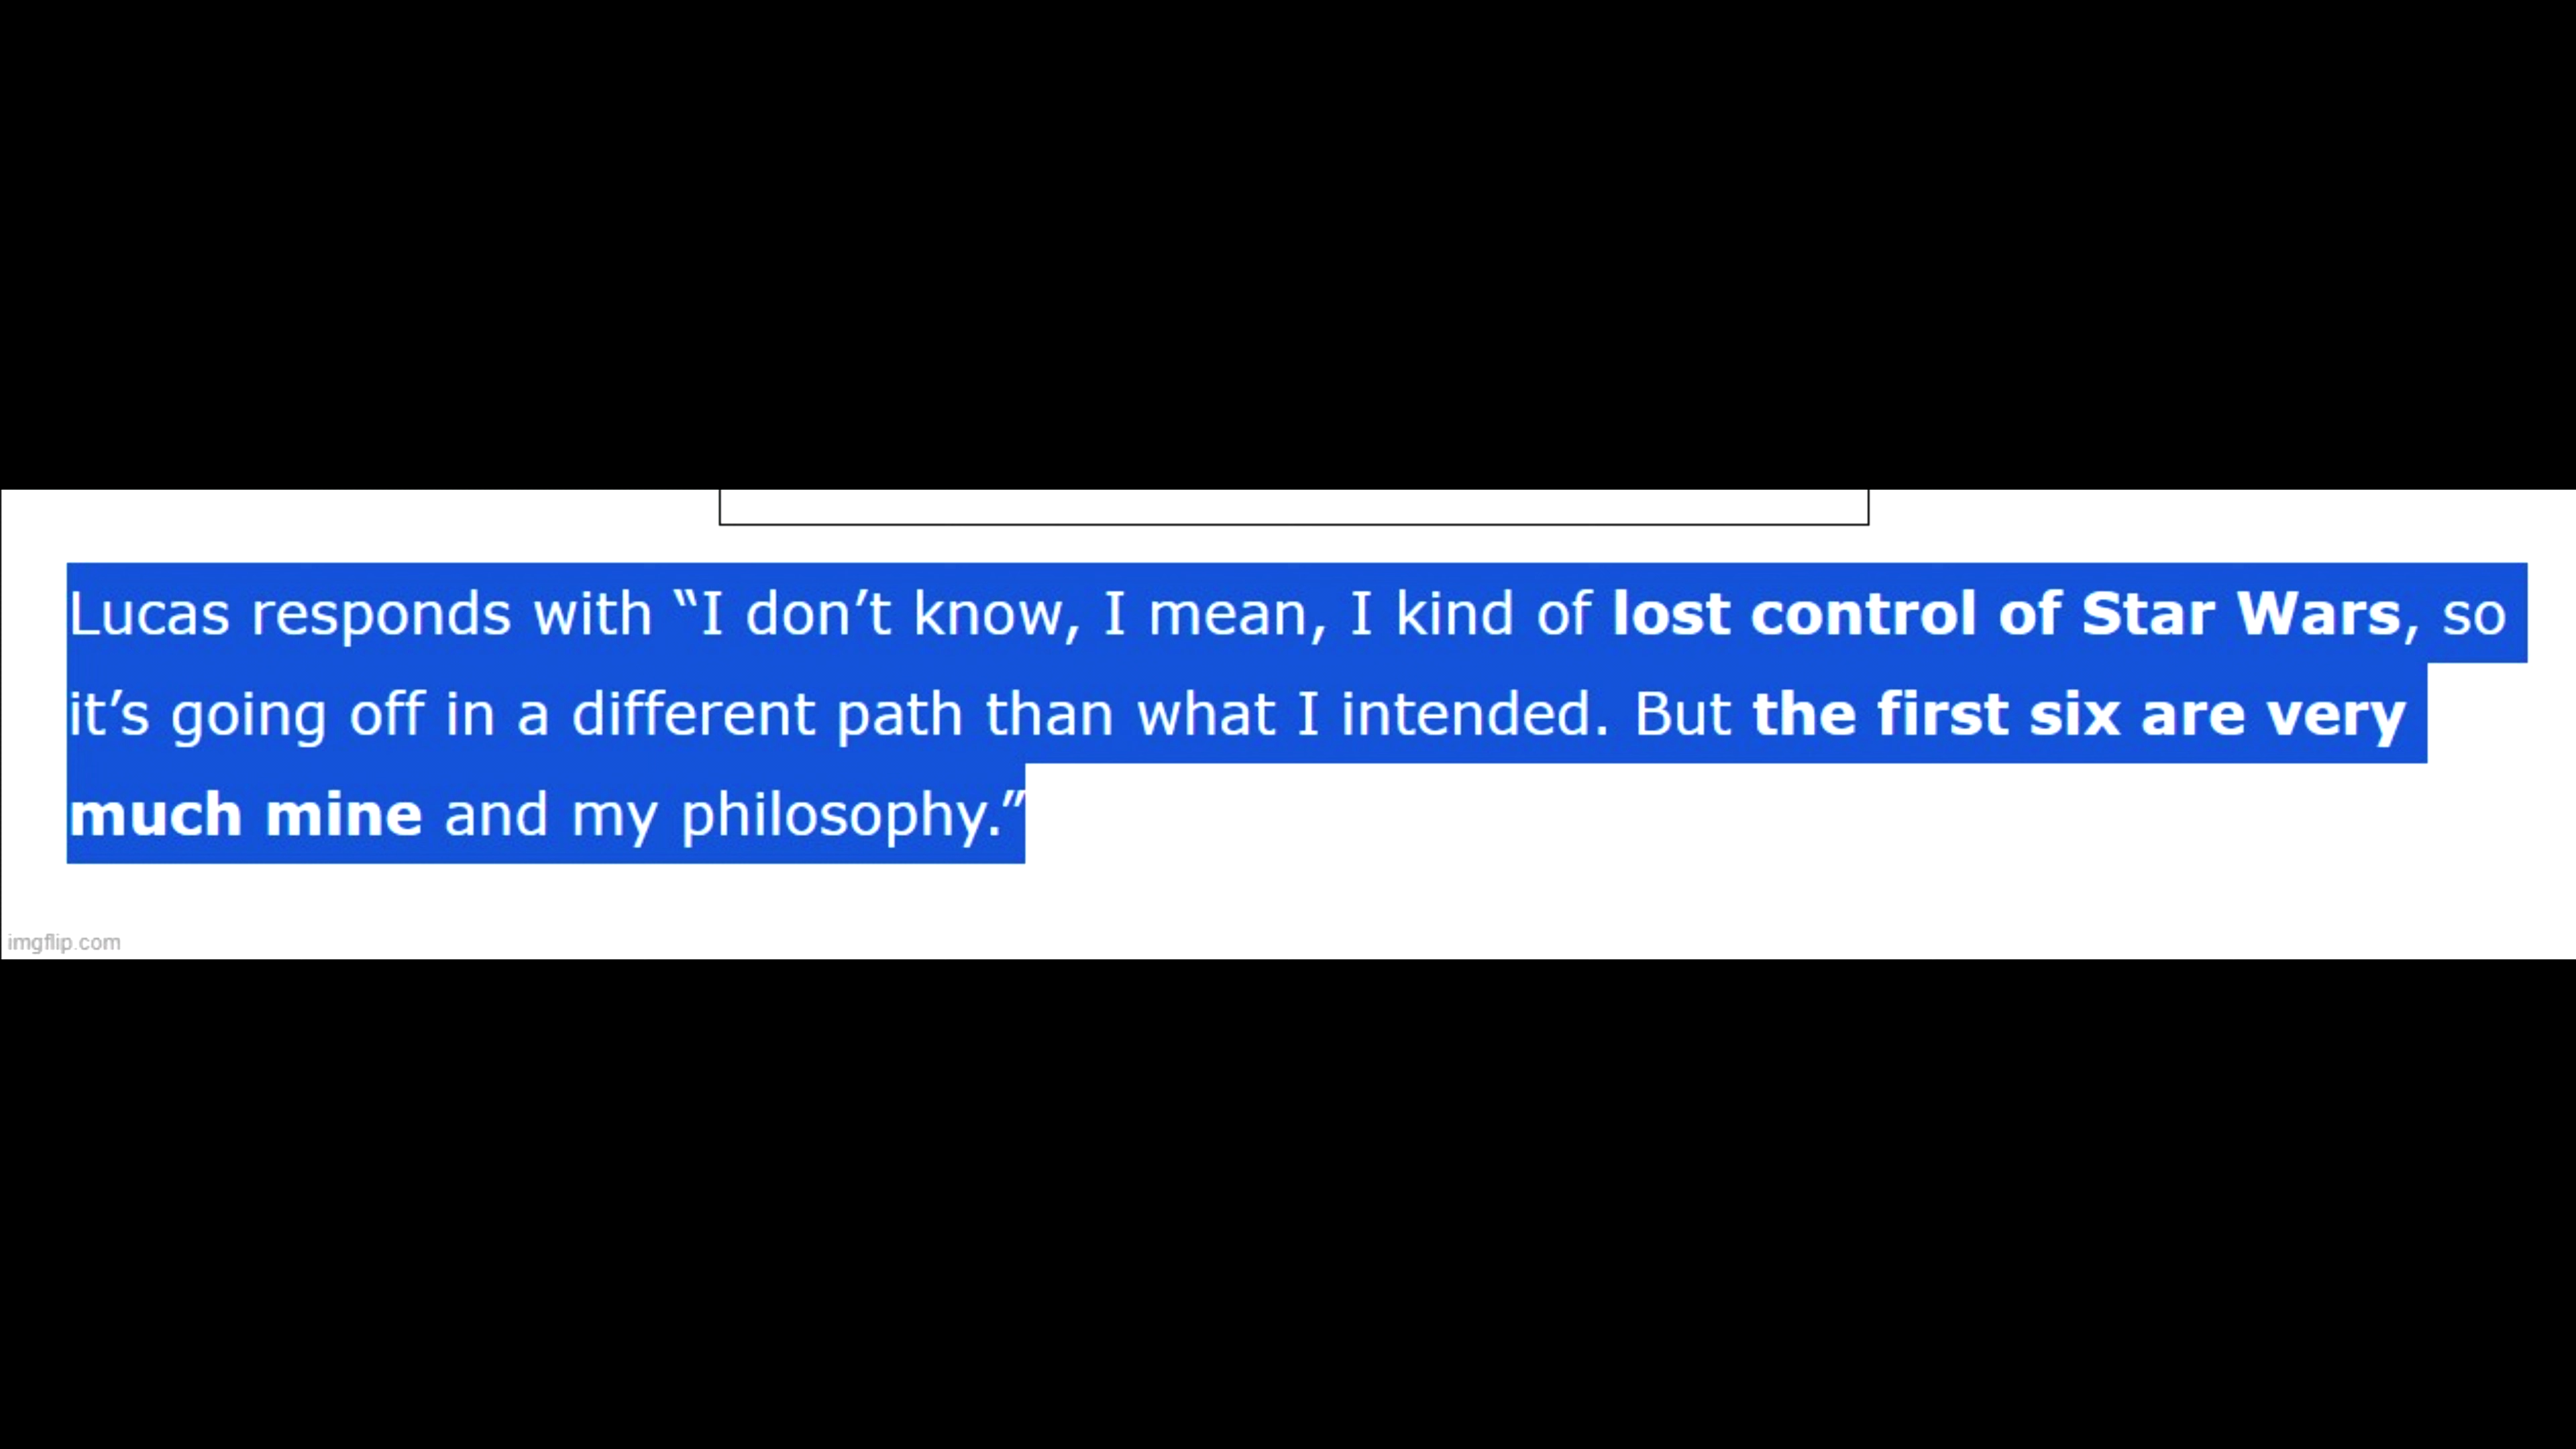 Lucas responds with “I don’t know, I mean, I kind of lost control of Star Wars, so
it’s going off in a different path than what I intended. But the first six are very
much mine and my philosophy.”
imgflip.com